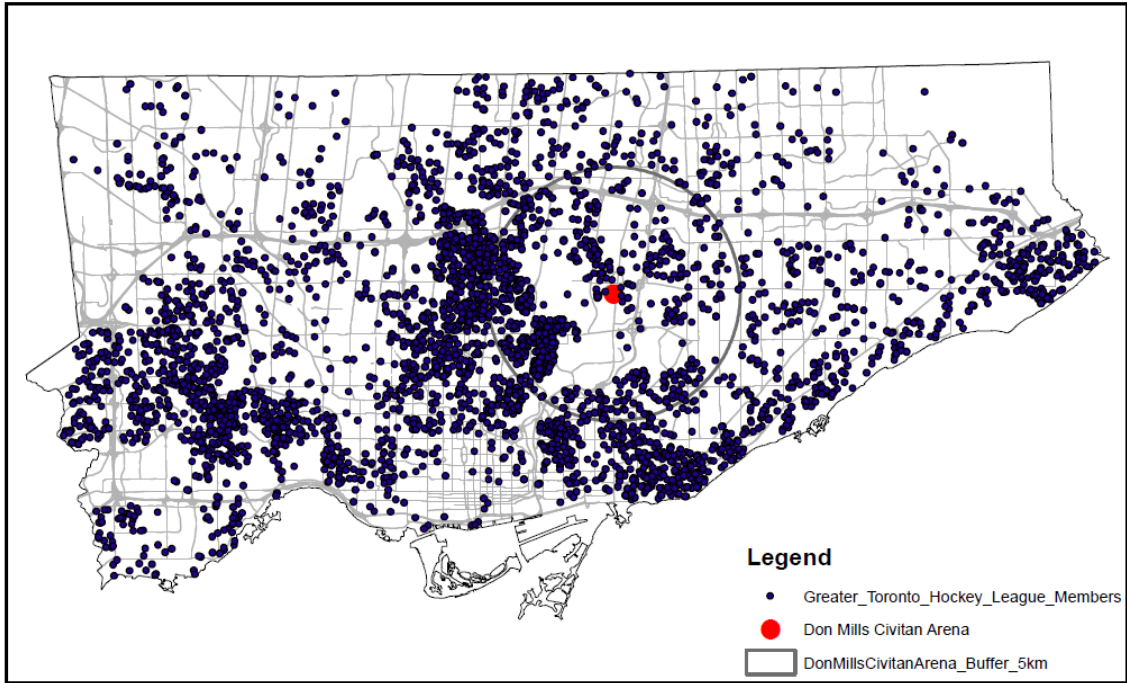 Legend
Greater_Toronto_Hockey_League_Members
Don Mills Civitan Arena
DonMillsCivitanArena_Buffer_5km